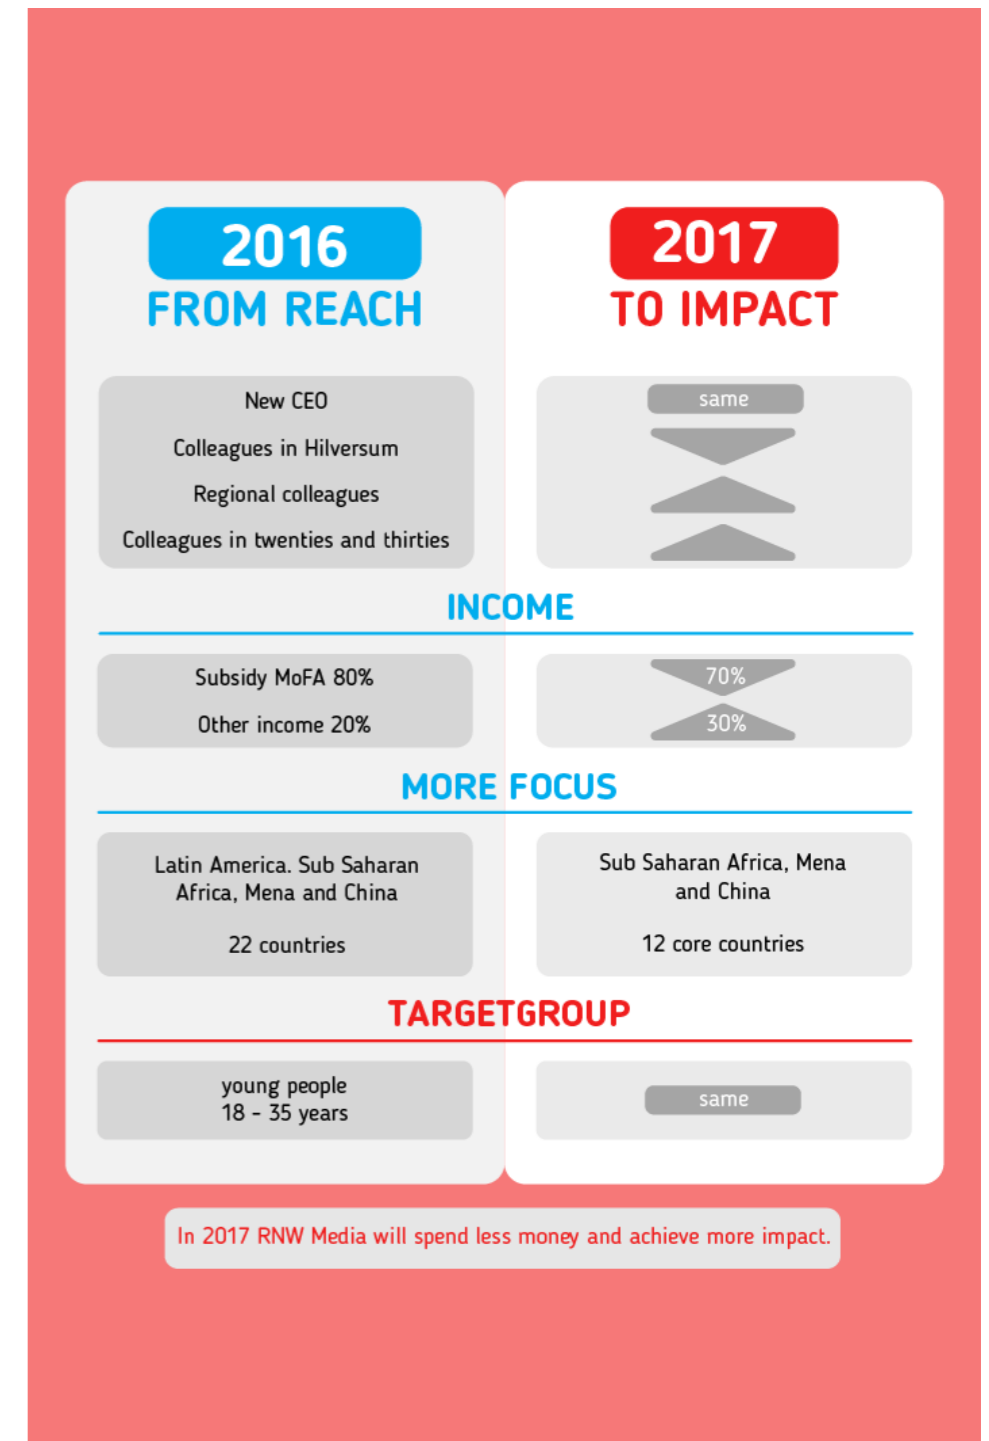 2016
FROM REACH
2017
TO IMPACT
New CEO
same
Colleagues in Hilversum
Regional colleagues
Colleagues in twenties and thirties
INCOME
Subsidy MoFA 80%
70%
Other income 20%
30%
MORE FOCUS
Latin America. Sub Saharan
Africa, Mena and China
22 countries
Sub Saharan Africa, Mena
and China
12 core countries
TARGETGROUP
young people
18 - 35 years
same
In 2017 RNW Media will spend less money and achieve more impact.